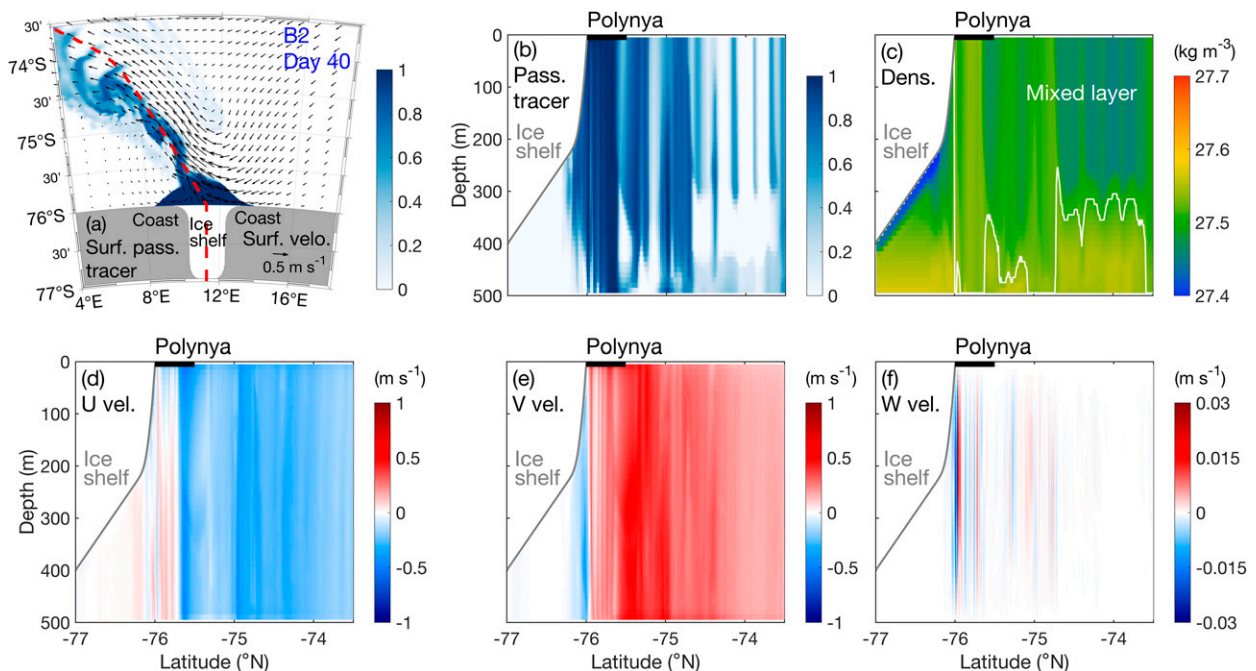 30'
74°S
30'
75°S
30'
76°S
30'
77°S
4°E
8°E
12°E
16°E
B2
Day 40
(a)
Coast
Ice
shelf
Coast
Surf. pass.
tracer
Surf. velo.
0.5 m s⁻¹
1
0.8
0.6
0.4
0.2
0
Polynya
(b)
Pass.
tracer
Ice
shelf
Depth (m)
0
100
200
300
400
500
1
0.8
0.6
0.4
0.2
0
Polynya
(c)
Dens.
Mixed layer
Ice
shelf
(kg m⁻³)
27.7
27.6
27.5
27.4
Polynya
(d)
U vel.
Ice
shelf
Depth (m)
0
100
200
300
400
500
-77
-76
-75
-74
Latitude (°N)
(m s⁻¹)
1
0.5
0
-0.5
-1
Polynya
(e)
V vel.
Ice
shelf
-77
-76
-75
-74
Latitude (°N)
(m s⁻¹)
1
0.5
0
-0.5
-1
Polynya
(f)
W vel.
Ice
shelf
-77
-76
-75
-74
Latitude (°N)
(m s⁻¹)
0.03
0.015
0
-0.015
-0.03